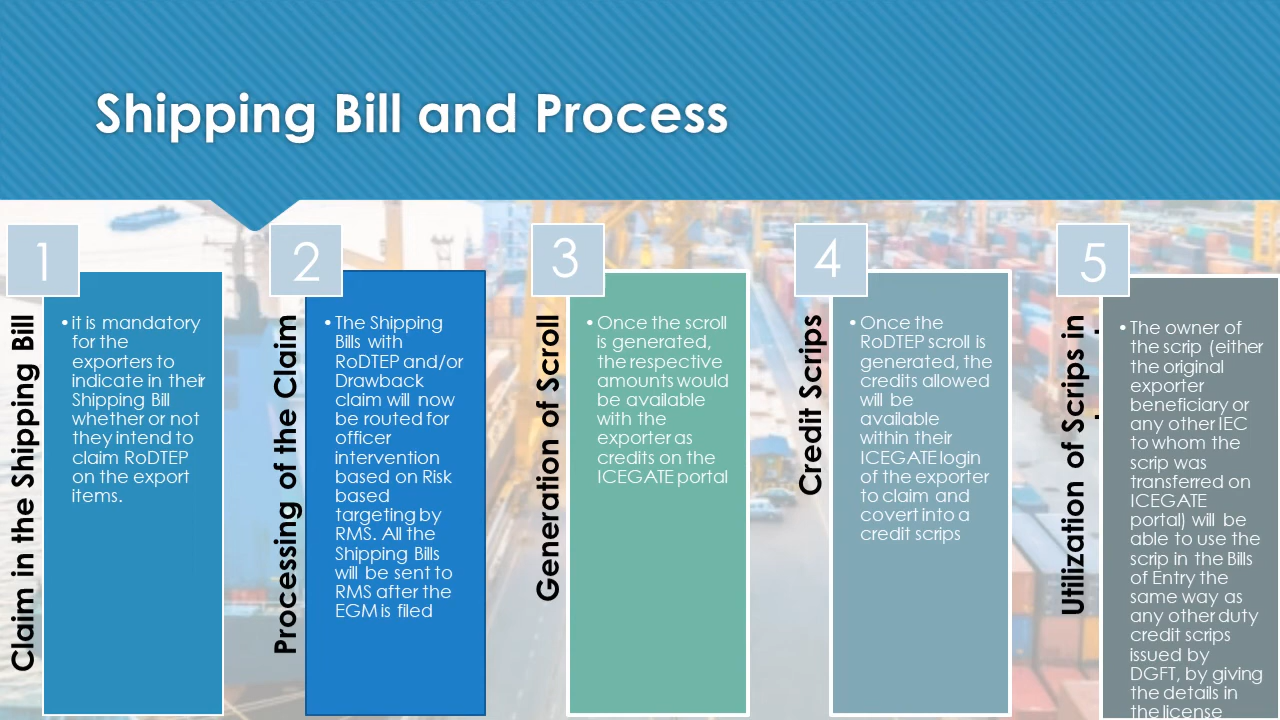 Shipping Bill and Process
1
Claim in the Shipping Bill
• it is mandatory
for the
exporters to
indicate in their
Shipping Bill
whether or not
they intend to
claim RoDTEP
on the export
items.
2
Processing of the Claim
• The Shipping
Bills with
RoDTEP and/or
Drawback
claim will now
be routed for
officer
intervention
based on Risk
based
targeting by
RMS. All the
Shipping Bills
will be sent to
RMS after the
EGM is filed
3
Generation of Scroll
• Once the scroll
is generated,
the respective
amounts would
be available
with the
exporter as
credits on the
ICEGATE portal
4
Credit Scrips
• Once the
RoDTEP scroll is
generated, the
credits allowed
will be
available
within their
ICEGATE login
of the exporter
to claim and
covert into a
credit scrips
5
Utilization of Scrips in
• The owner of
the scrip (either
the original
exporter
beneficiary or
any other IEC
to whom the
scrip was
transferred on
ICEGATE
portal) will be
able to use the
scrip in the Bills
of Entry the
same way as
any other duty
credit scrips
issued by
DGFT, by giving
the details in
the license